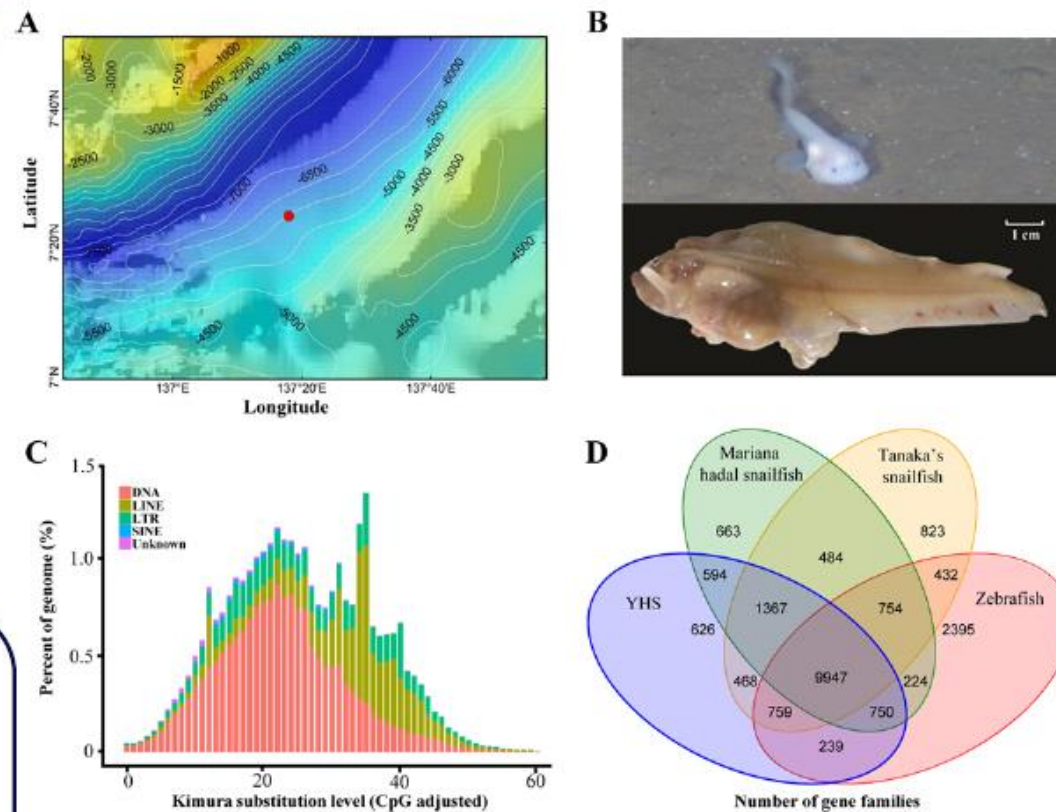 A
-2000
-3000
-1500
-1000
-2500
-2000
-4000
-4500
-3500
-3000
-2500
-6000
-5500
-4500
-5000
-4000
-3000
-3500
-7000
-6500
-4500
-5500
-4500
-5000
-4500
7°40'N
7°20'N
7°N
Latitude
137°E
137°20'E
137°40'E
Longitude
B
1 cm
C
Percent of genome (%)
1.5
1.0
0.5
0
DNA
LINE
LTR
SINE
Unknown
0
20
40
60
Kimura substitution level (CpG adjusted)
D
Mariana
hadal snailfish
Tanaka's
snailfish
YHS
Zebrafish
663
823
484
594
432
1367
754
626
2395
9947
468
224
759
750
239
Number of gene families